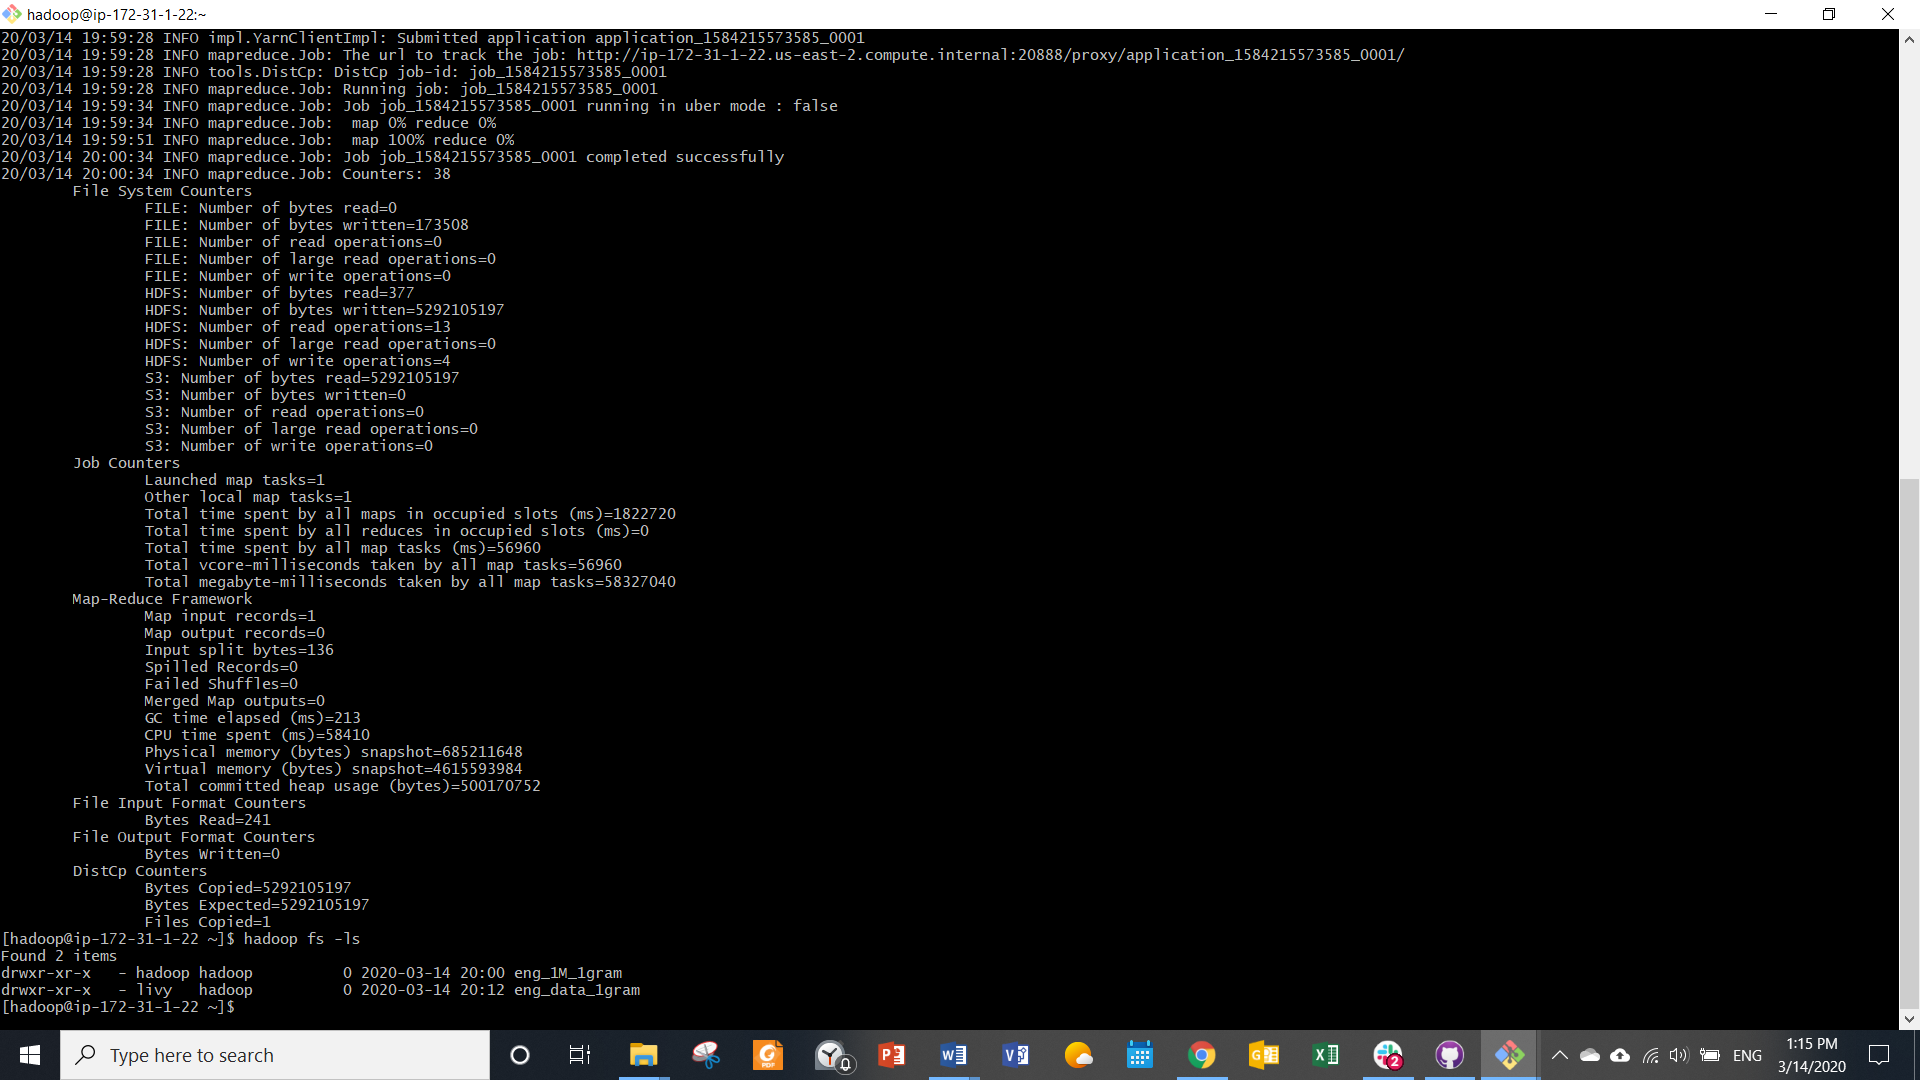 hadoop@ip-172-31-1-22:~
20/03/14 19:59:28 INFO impl.YarnClientImpl: Submitted application application_1584215573585_0001
20/03/14 19:59:28 INFO mapreduce.Job: The url to track the job: http://ip-172-31-1-22.us-east-2.compute.internal:20888/proxy/application_1584215573585_0001/
20/03/14 19:59:28 INFO tools.DistCp: DistCp job-id: job_1584215573585_0001
20/03/14 19:59:28 INFO mapreduce.Job: Running job: job_1584215573585_0001
20/03/14 19:59:34 INFO mapreduce.Job: Job job_1584215573585_0001 running in uber mode : false
20/03/14 19:59:34 INFO mapreduce.Job:  map 0% reduce 0%
20/03/14 19:59:51 INFO mapreduce.Job:  map 100% reduce 0%
20/03/14 20:00:34 INFO mapreduce.Job: Job job_1584215573585_0001 completed successfully
20/03/14 20:00:34 INFO mapreduce.Job: Counters: 38
File System Counters
FILE: Number of bytes read=0
FILE: Number of bytes written=173508
FILE: Number of read operations=0
FILE: Number of large read operations=0
FILE: Number of write operations=0
HDFS: Number of bytes read=377
HDFS: Number of bytes written=5292105197
HDFS: Number of read operations=13
HDFS: Number of large read operations=0
HDFS: Number of write operations=4
S3: Number of bytes read=5292105197
S3: Number of bytes written=0
S3: Number of read operations=0
S3: Number of large read operations=0
S3: Number of write operations=0
Job Counters
Launched map tasks=1
Other local map tasks=1
Total time spent by all maps in occupied slots (ms)=1822720
Total time spent by all reduces in occupied slots (ms)=0
Total time spent by all map tasks (ms)=56960
Total vcore-milliseconds taken by all map tasks=56960
Total megabyte-milliseconds taken by all map tasks=58327040
Map-Reduce Framework
Map input records=1
Map output records=0
Input split bytes=136
Spilled Records=0
Failed Shuffles=0
Merged Map outputs=0
GC time elapsed (ms)=213
CPU time spent (ms)=58410
Physical memory (bytes) snapshot=685211648
Virtual memory (bytes) snapshot=4615593984
Total committed heap usage (bytes)=500170752
File Input Format Counters
Bytes Read=241
File Output Format Counters
Bytes Written=0
DistCp Counters
Bytes Copied=5292105197
Bytes Expected=5292105197
Files Copied=1
[hadoop@ip-172-31-1-22 ~]$ hadoop fs -ls
Found 2 items
drwxr-xr-x   - hadoop hadoop          0 2020-03-14 20:00 eng_1M_1gram
drwxr-xr-x   - livy   hadoop          0 2020-03-14 20:12 eng_data_1gram
[hadoop@ip-172-31-1-22 ~]$
Type here to search
ENG
1:15 PM
3/14/2020
2